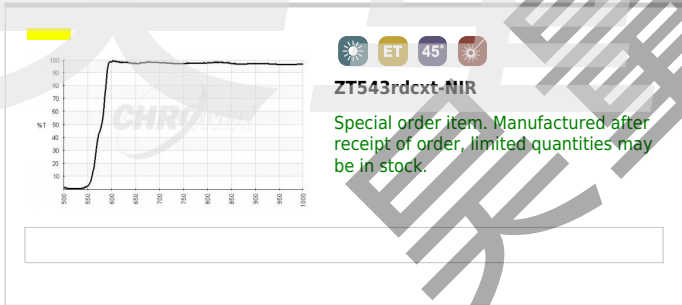 ET 45°
ZT543rdcxt-NIR
Special order item. Manufactured after
receipt of order, limited quantities may
be in stock.
100
90
80
70
60
50
40
30
20
10
%T
CHROMA
500 550 600 650 700 750 800 850 900 950 1000